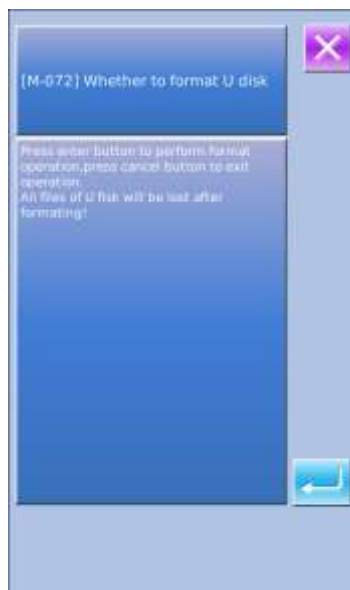 [M-072] Whether to format U disk
Press enter button to perform format
operation,press cancel button to exit
operation.
All files of U fisk will be lost after
formating!